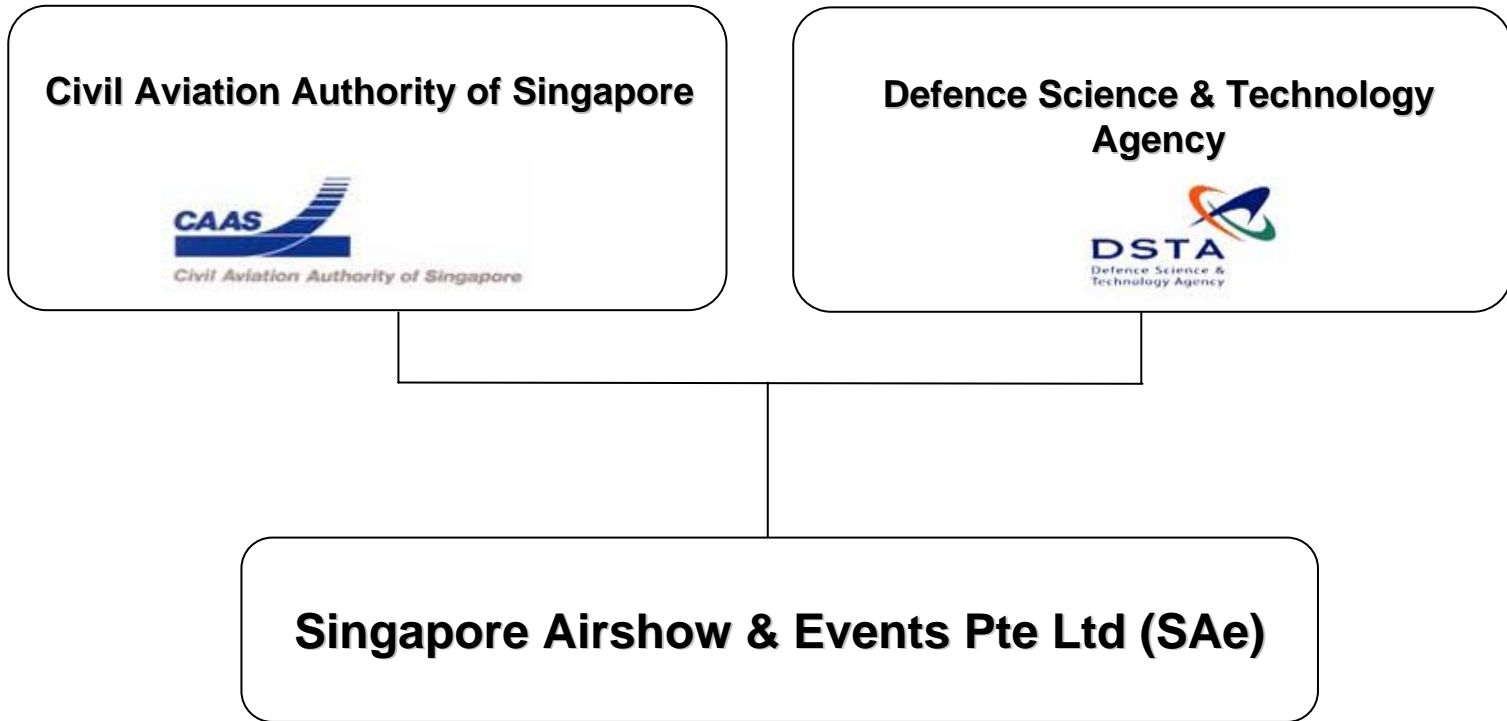 Civil Aviation Authority of Singapore
CAAS
Civil Aviation Authority of Singapore
Defence Science & Technology
Agency
DSTA
Defence Science &
Technology Agency
Singapore Airshow & Events Pte Ltd (SAe)